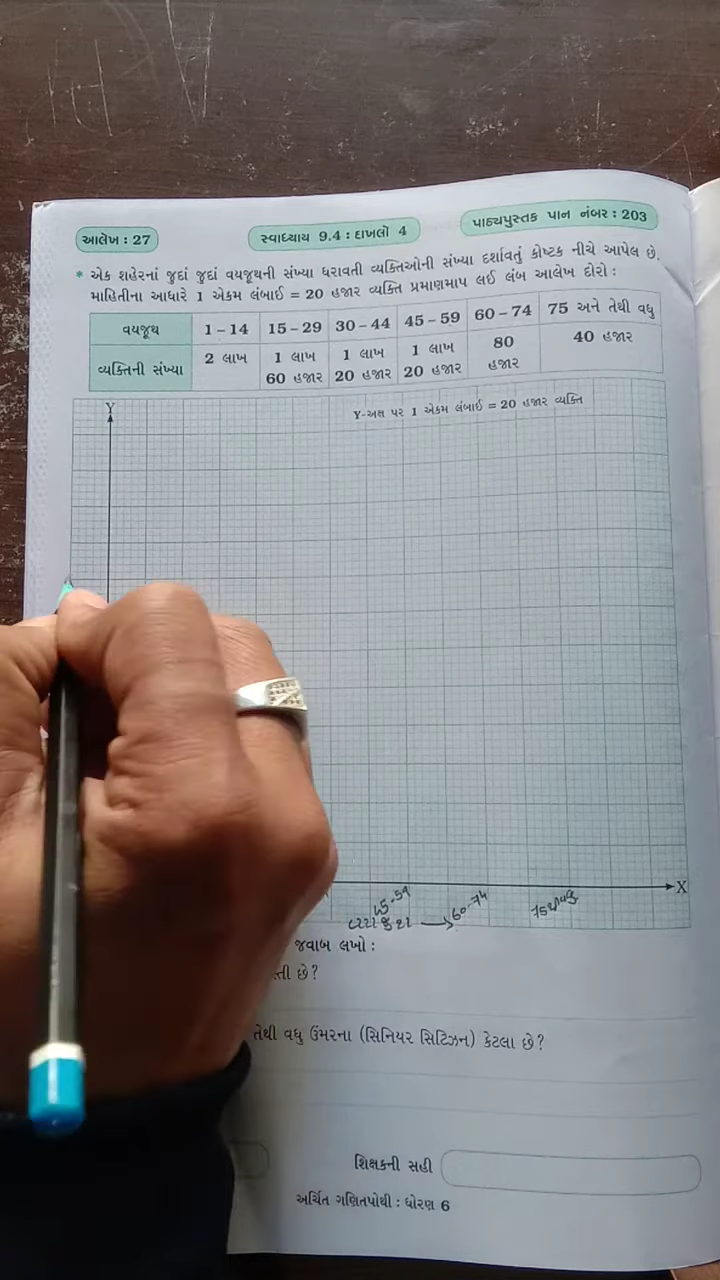 આલેખ : 27
સ્વાધ્યાય 9.4 : દાખલો 4
પાઠ્યપુસ્તક પાન નંબર : 203
* એક શહેરનાં જુદાં જુદાં વયજૂથની સંખ્યા ધરાવતી વ્યક્તિઓની સંખ્યા દર્શાવતું કોષ્ટક નીચે આપેલ છે.
માહિતીના આધારે 1 એકમ લંબાઈ = 20 હજાર વ્યક્તિ પ્રમાણમાપ લઈ લંબ આલેખ દોરો :
વયજૂથ 1 – 14 15 – 29 30 – 44 45 – 59 60 – 74 75 અને તેથી વધુ
વ્યક્તિની સંખ્યા 2 લાખ 1 લાખ 60 હજાર 1 લાખ 20 હજાર 1 લાખ 20 હજાર 80 હજાર 40 હજાર
Y
Y-અક્ષ પર 1 એકમ લંબાઈ = 20 હજાર વ્યક્તિ
X
45-59
60-74
જવાબ લખો :
છે ?
તેથી વધુ ઉંમરના (સિનિયર સિટિઝન) કેટલા છે ?
શિક્ષકની સહી
અર્ચિત ગણિતપોથી : ધોરણ 6